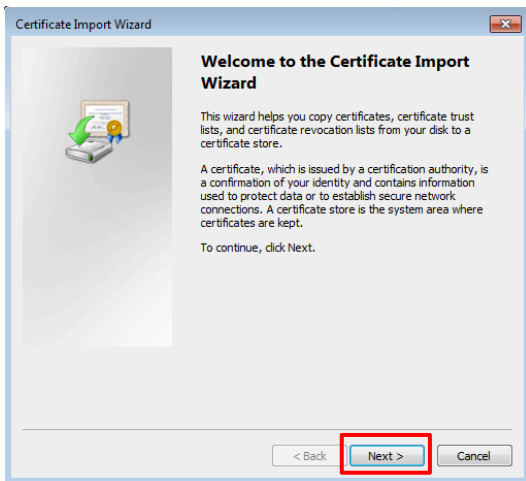 Certificate Import Wizard
Welcome to the Certificate Import
Wizard
This wizard helps you copy certificates, certificate trust
lists, and certificate revocation lists from your disk to a
certificate store.
A certificate, which is issued by a certification authority, is
a confirmation of your identity and contains information
used to protect data or to establish secure network
connections. A certificate store is the system area where
certificates are kept.
To continue, click Next.
< Back Next > Cancel